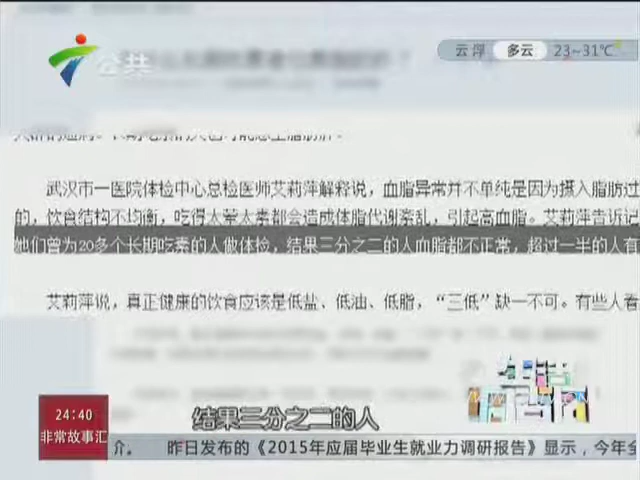 公共
云浮 多云 23~31℃
武汉市一医院体检中心总检医师艾莉萍解释说，血脂异常并不单纯是因为摄入脂肪过
的，饮食结构不均衡，吃得太荤太素都会造成体脂代谢紊乱，引起高血脂。艾莉萍告诉记
她们曾为20多个长期吃素的人做体检，结果三分之二的人血脂都不正常，超过一半的人有
艾莉萍说，真正健康的饮食应该是低盐、低油、低脂，“三低”缺一不可。有些人看
24:40
非常故事汇
结果三分之二的人
介。 昨日发布的《2015年应届毕业生就业力调研报告》显示，今年全